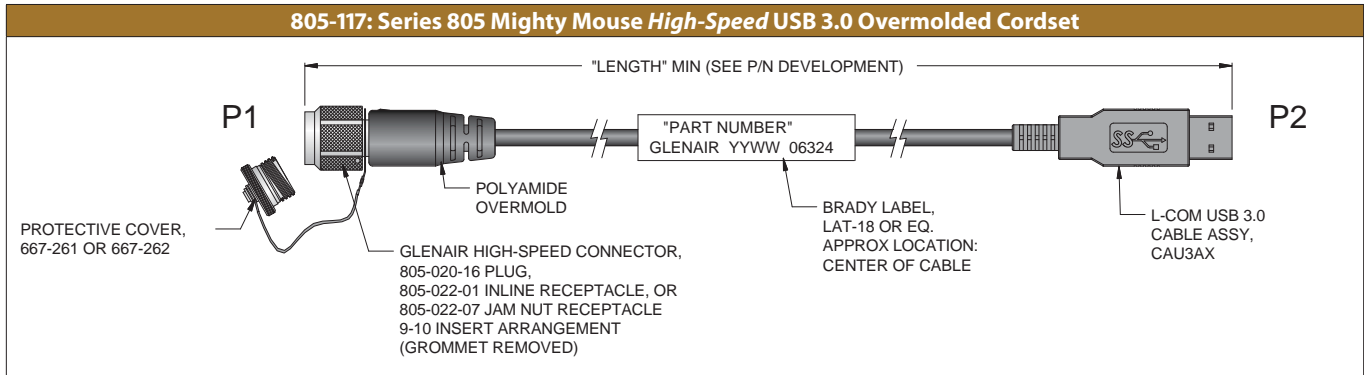 805-117: Series 805 Mighty Mouse High-Speed USB 3.0 Overmolded Cordset
"LENGTH" MIN (SEE P/N DEVELOPMENT)
P1
P2
"PART NUMBER"
GLENAIR YYWW 06324
SS
POLYAMIDE
OVERMOLD
PROTECTIVE COVER,
667-261 OR 667-262
GLENAIR HIGH-SPEED CONNECTOR,
805-020-16 PLUG,
805-022-01 INLINE RECEPTACLE, OR
805-022-07 JAM NUT RECEPTACLE
9-10 INSERT ARRANGEMENT
(GROMMET REMOVED)
BRADY LABEL,
LAT-18 OR EQ.
APPROX LOCATION:
CENTER OF CABLE
L-COM USB 3.0
CABLE ASSY,
CAU3AX